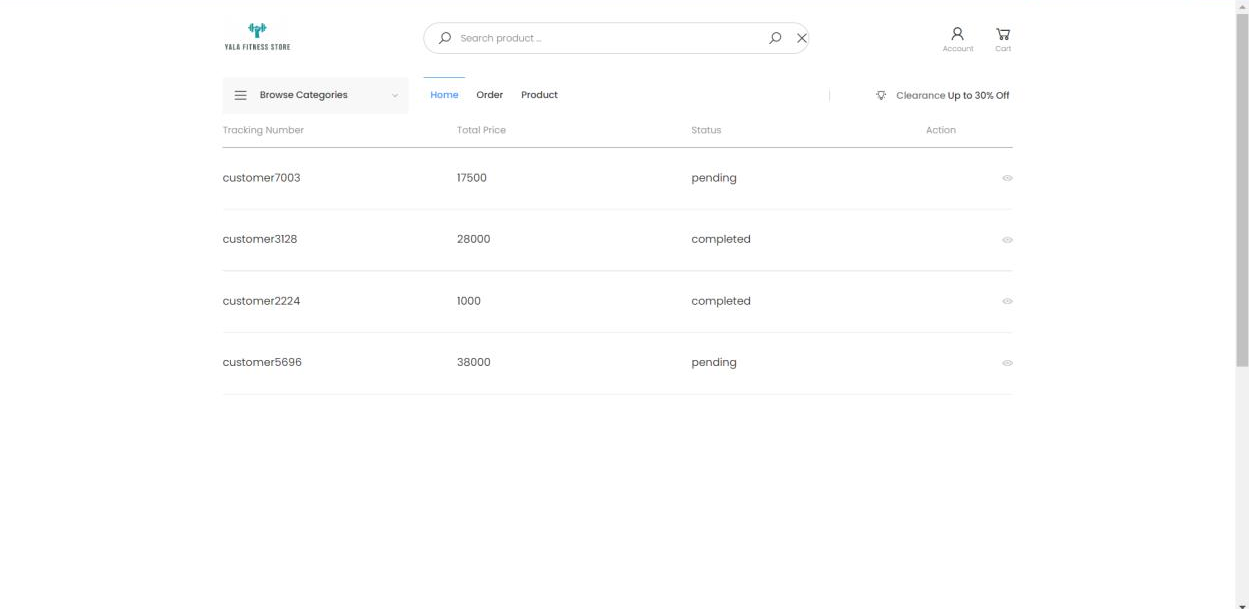 YALA FITNESS STORE
Search product ...
Account
Cart
Browse Categories
Home
Order
Product
Clearance Up to 30% Off
Tracking Number Total Price Status Action
customer7003 17500 pending
customer3128 28000 completed
customer2224 1000 completed
customer5696 38000 pending